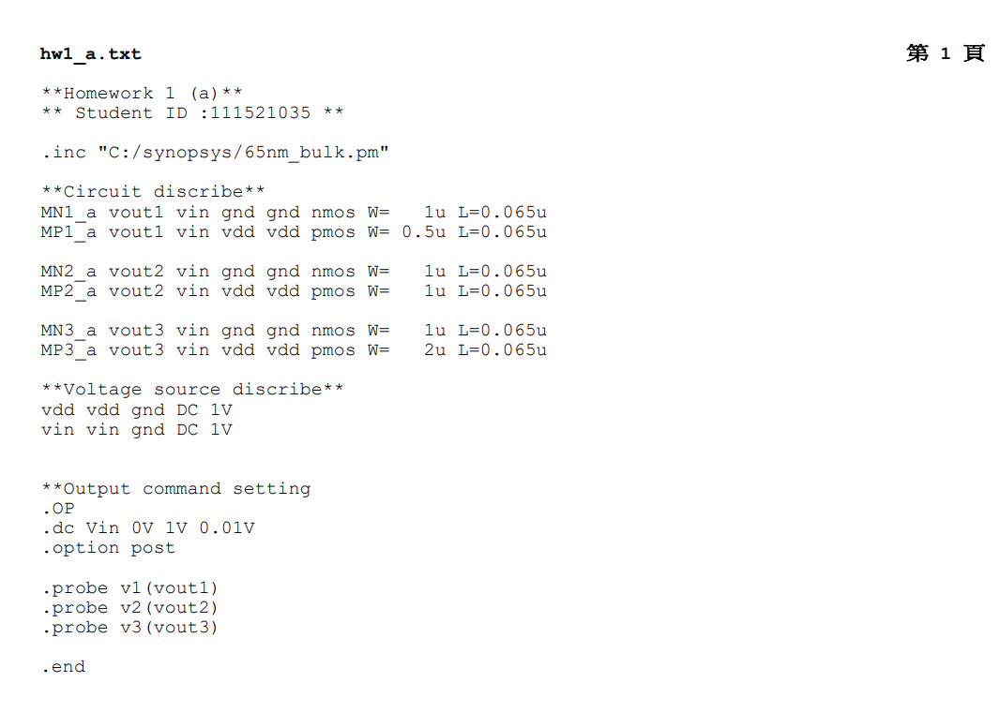 hw1_a.txt 第 1 頁
**Homework 1 (a)**
** Student ID :111521035 **
.inc "C:/synopsys/65nm_bulk.pm"
**Circuit discribe**
MN1_a vout1 vin gnd gnd nmos W=   1u L=0.065u
MP1_a vout1 vin vdd vdd pmos W= 0.5u L=0.065u
MN2_a vout2 vin gnd gnd nmos W=   1u L=0.065u
MP2_a vout2 vin vdd vdd pmos W=   1u L=0.065u
MN3_a vout3 vin gnd gnd nmos W=   1u L=0.065u
MP3_a vout3 vin vdd vdd pmos W=   2u L=0.065u
**Voltage source discribe**
vdd vdd gnd DC 1V
vin vin gnd DC 1V
**Output command setting
.OP
.dc Vin 0V 1V 0.01V
.option post
.probe v1(vout1)
.probe v2(vout2)
.probe v3(vout3)
.end